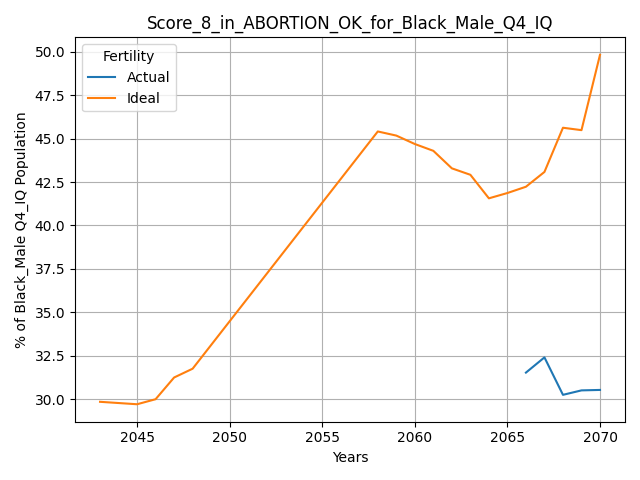 Score_8_in_ABORTION_OK_for_Black_Male_Q4_IQ
Fertility
Actual
Ideal
% of Black_Male Q4_IQ Population
50.0
47.5
45.0
42.5
40.0
37.5
35.0
32.5
30.0
2045 2050 2055 2060 2065 2070
Years